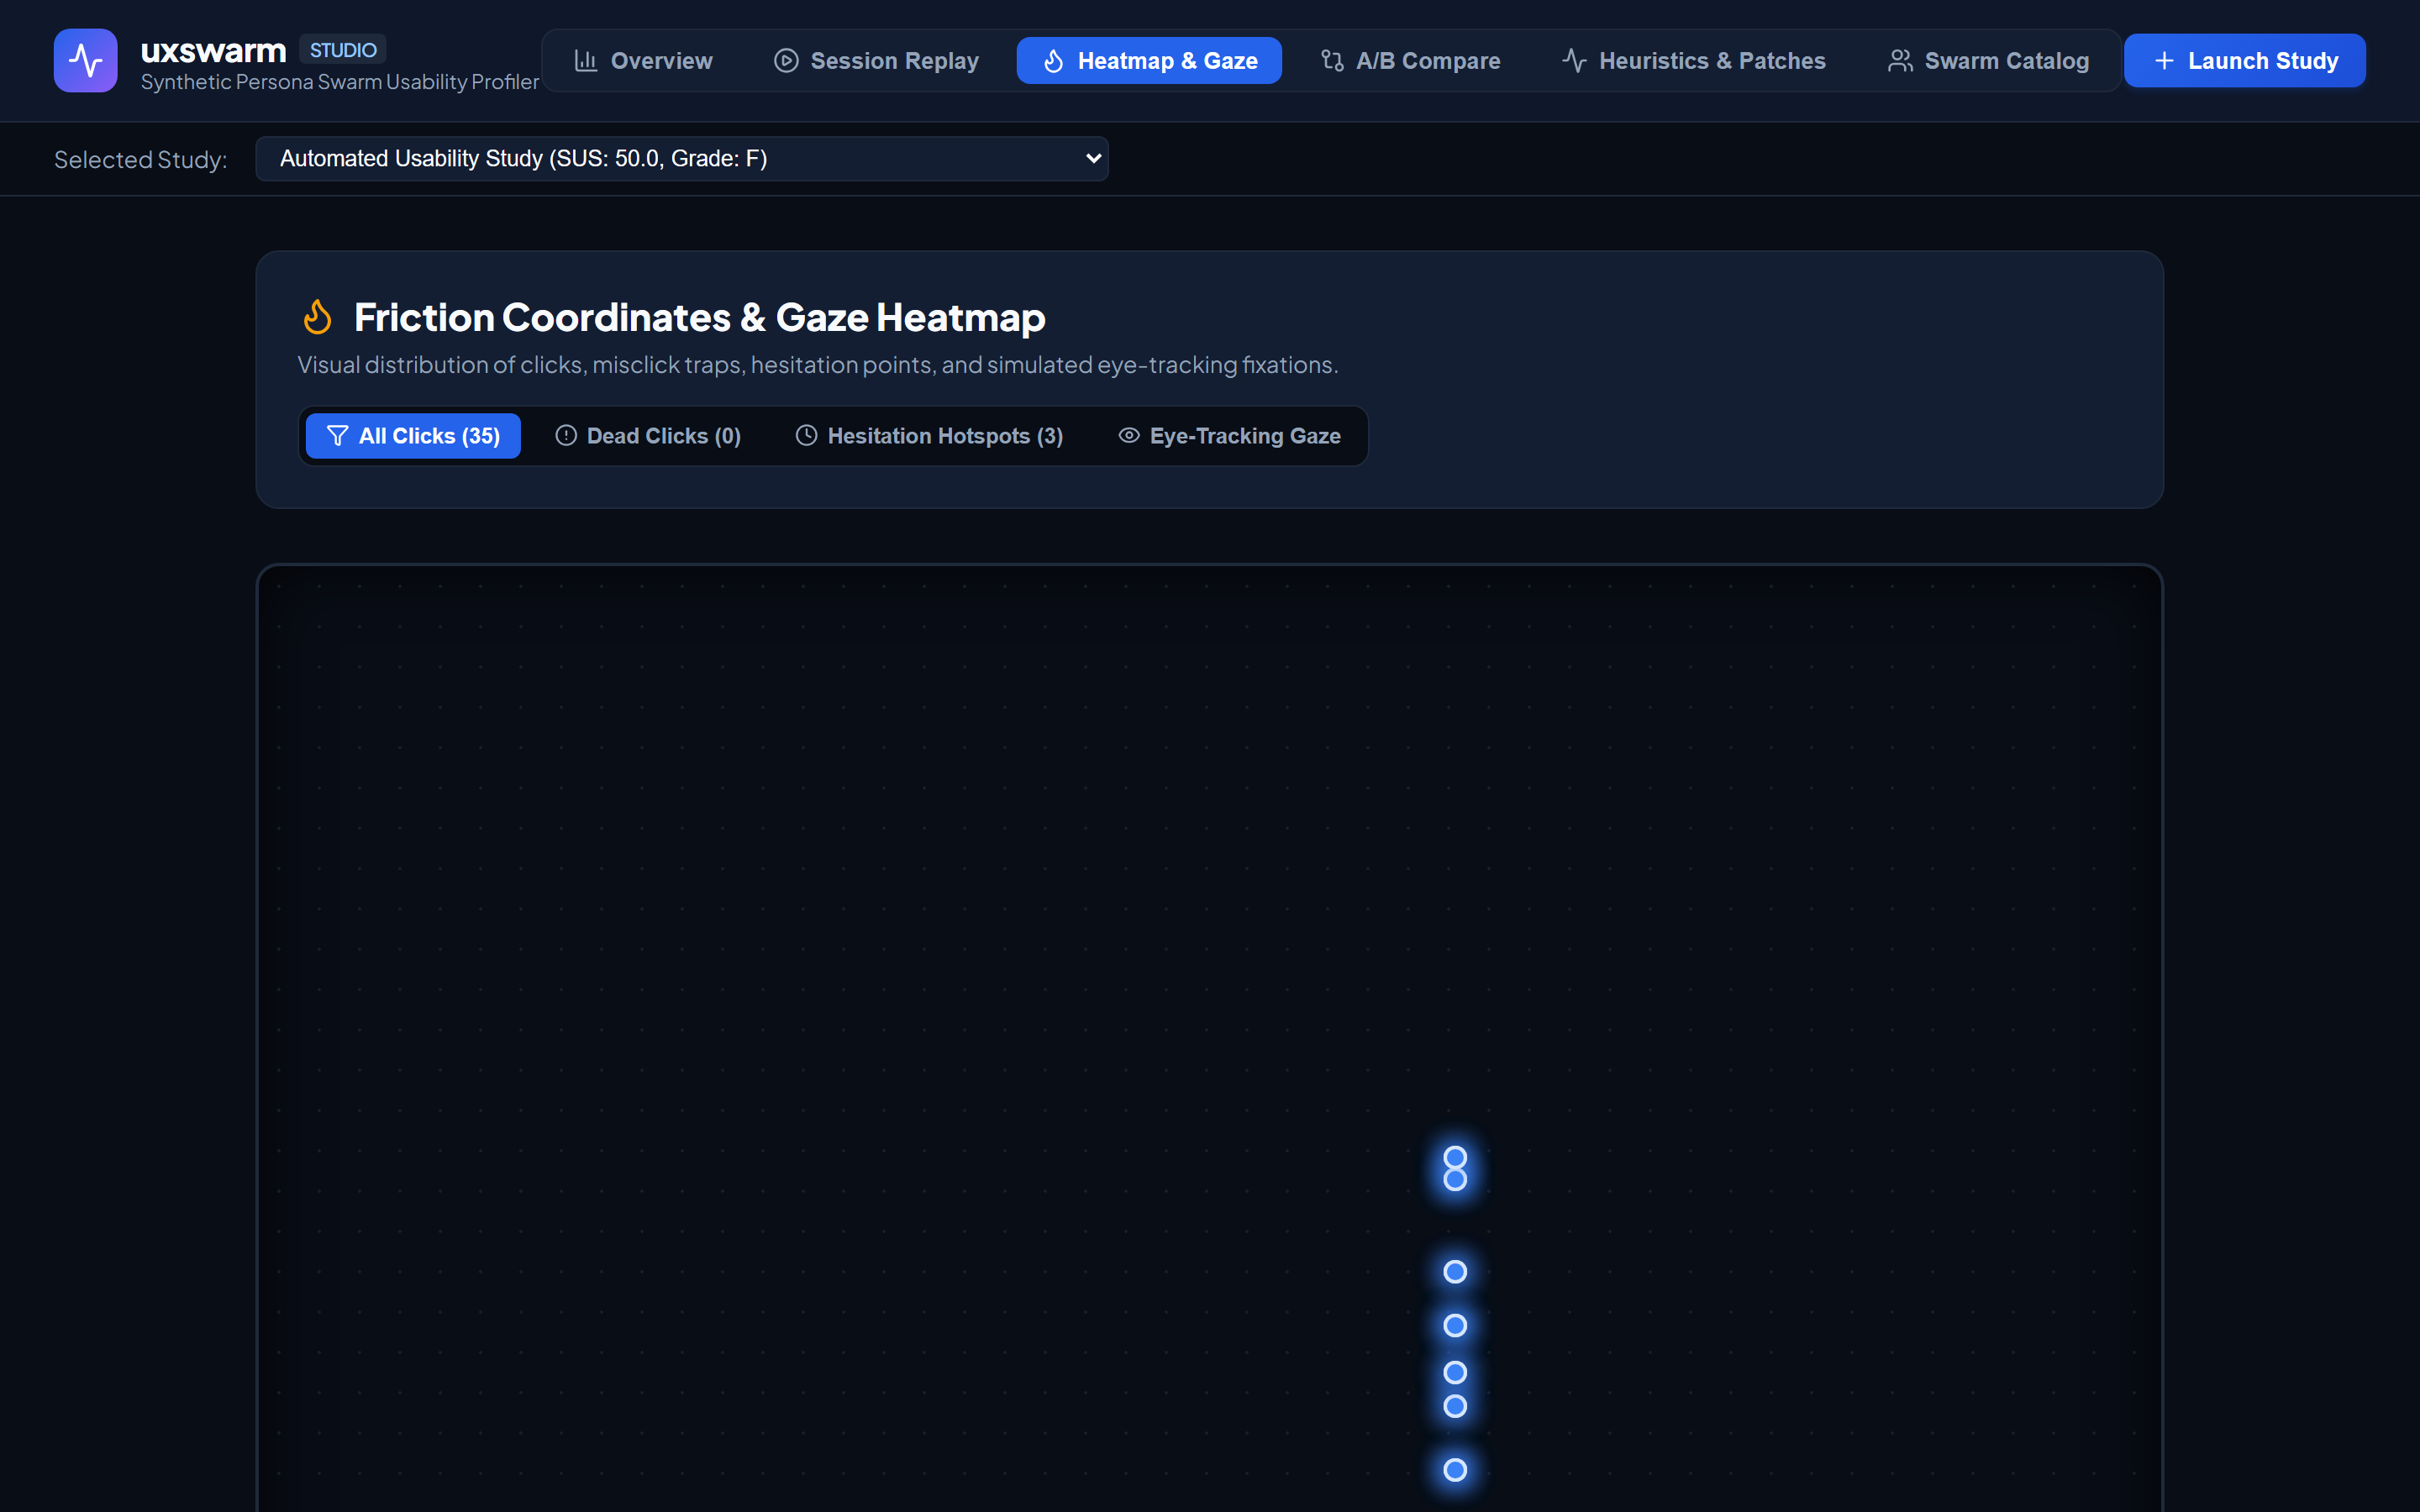 uxswarm STUDIO
Synthetic Persona Swarm Usability Profiler
Overview
Session Replay
Heatmap & Gaze
A/B Compare
Heuristics & Patches
Swarm Catalog
Launch Study
Selected Study:
Automated Usability Study (SUS: 50.0, Grade: F)
Friction Coordinates & Gaze Heatmap
Visual distribution of clicks, misclick traps, hesitation points, and simulated eye-tracking fixations.
All Clicks (35)
Dead Clicks (0)
Hesitation Hotspots (3)
Eye-Tracking Gaze